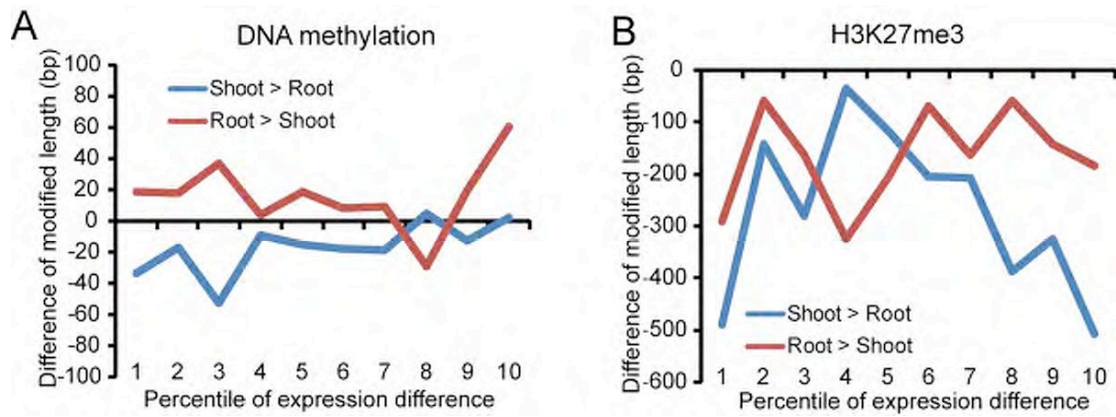 A
DNA methylation
Difference of modified length (bp)
100
80
60
40
20
0
-20
-40
-60
-80
-100
Shoot > Root
Root > Shoot
1 2 3 4 5 6 7 8 9 10
Percentile of expression difference
B
H3K27me3
Difference of modified length (bp)
0
-100
-200
-300
-400
-500
-600
Shoot > Root
Root > Shoot
1 2 3 4 5 6 7 8 9 10
Percentile of expression difference